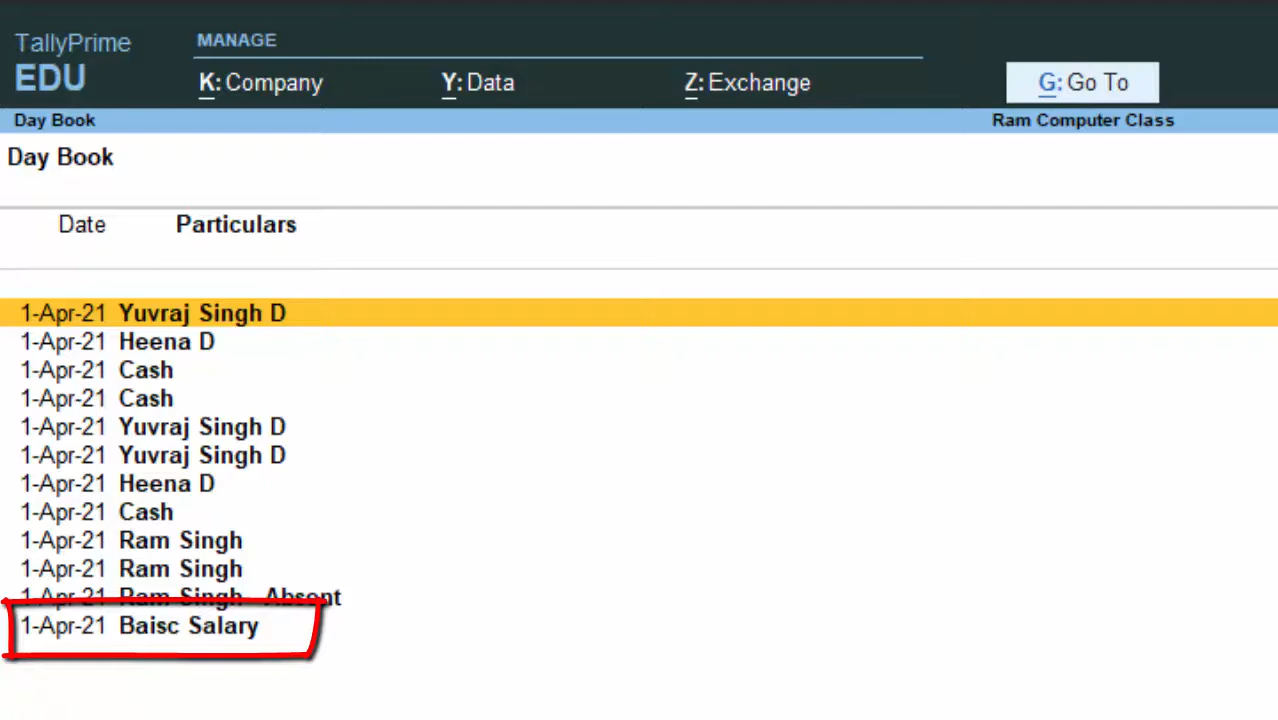 TallyPrime
EDU
MANAGE
K: Company Y: Data Z: Exchange G: Go To
Day Book Ram Computer Class
Day Book
Date Particulars
1-Apr-21 Yuvraj Singh D
1-Apr-21 Heena D
1-Apr-21 Cash
1-Apr-21 Cash
1-Apr-21 Yuvraj Singh D
1-Apr-21 Yuvraj Singh D
1-Apr-21 Heena D
1-Apr-21 Cash
1-Apr-21 Ram Singh
1-Apr-21 Ram Singh
1-Apr-21 Ram Singh - Absent
1-Apr-21 Baisc Salary